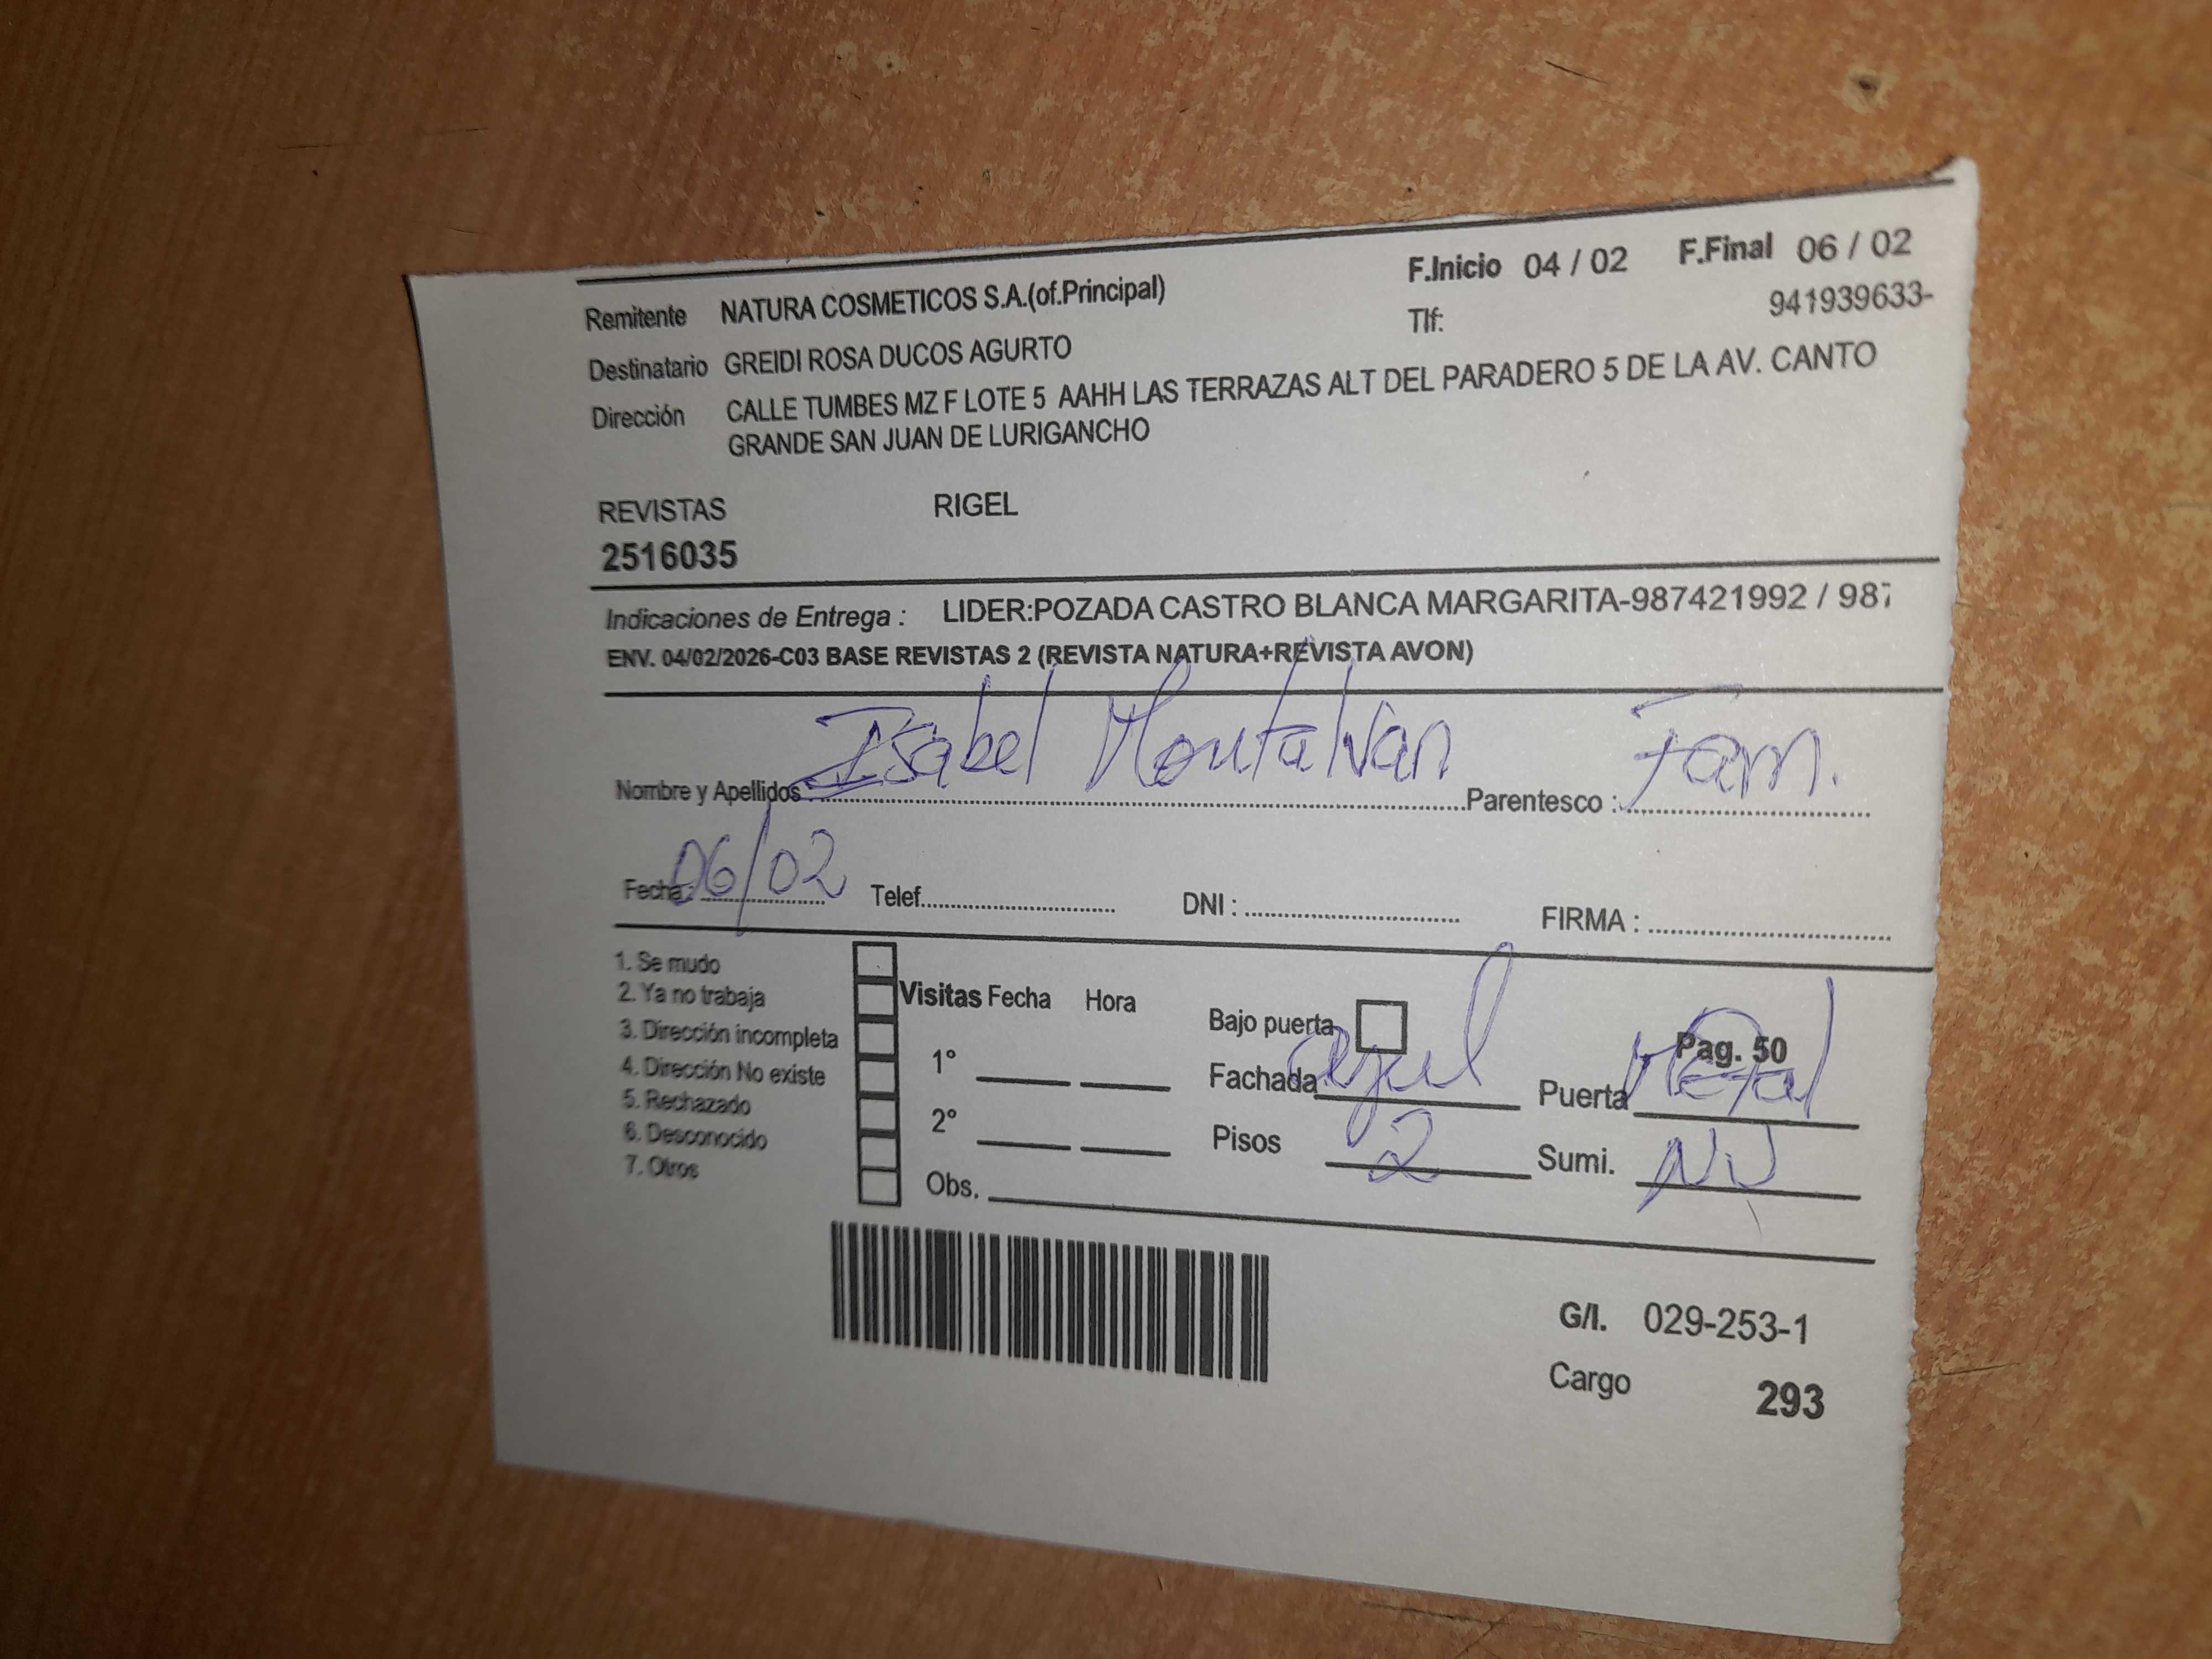 Remitente NATURA COSMETICOS S.A.(of.Principal) F.Inicio 04 / 02 F.Final 06 / 02
Destinatario GREIDI ROSA DUCOS AGURTO Tlf: 941939633-
Dirección CALLE TUMBES MZ F LOTE 5 AAHH LAS TERRAZAS ALT DEL PARADERO 5 DE LA AV. CANTO
GRANDE SAN JUAN DE LURIGANCHO
REVISTAS RIGEL
2516035
Indicaciones de Entrega : LIDER:POZADA CASTRO BLANCA MARGARITA-987421992 / 987
ENV. 04/02/2026-C03 BASE REVISTAS 2 (REVISTA NATURA+REVISTA AVON)
Nombre y Apellidos : Isabel Montalvan Parentesco : Fam.
Fecha: 06/02 Telef. DNI : FIRMA :
1. Se mudo
2. Ya no trabaja Visitas Fecha Hora Bajo puerta
3. Dirección incompleta 1° Fachada azul Puerta Metal Pag. 50
4. Dirección No existe
5. Rechazado 2° Pisos 2 Sumi. NV
6. Desconocido
7. Otros Obs.
G/I. 029-253-1
Cargo 293